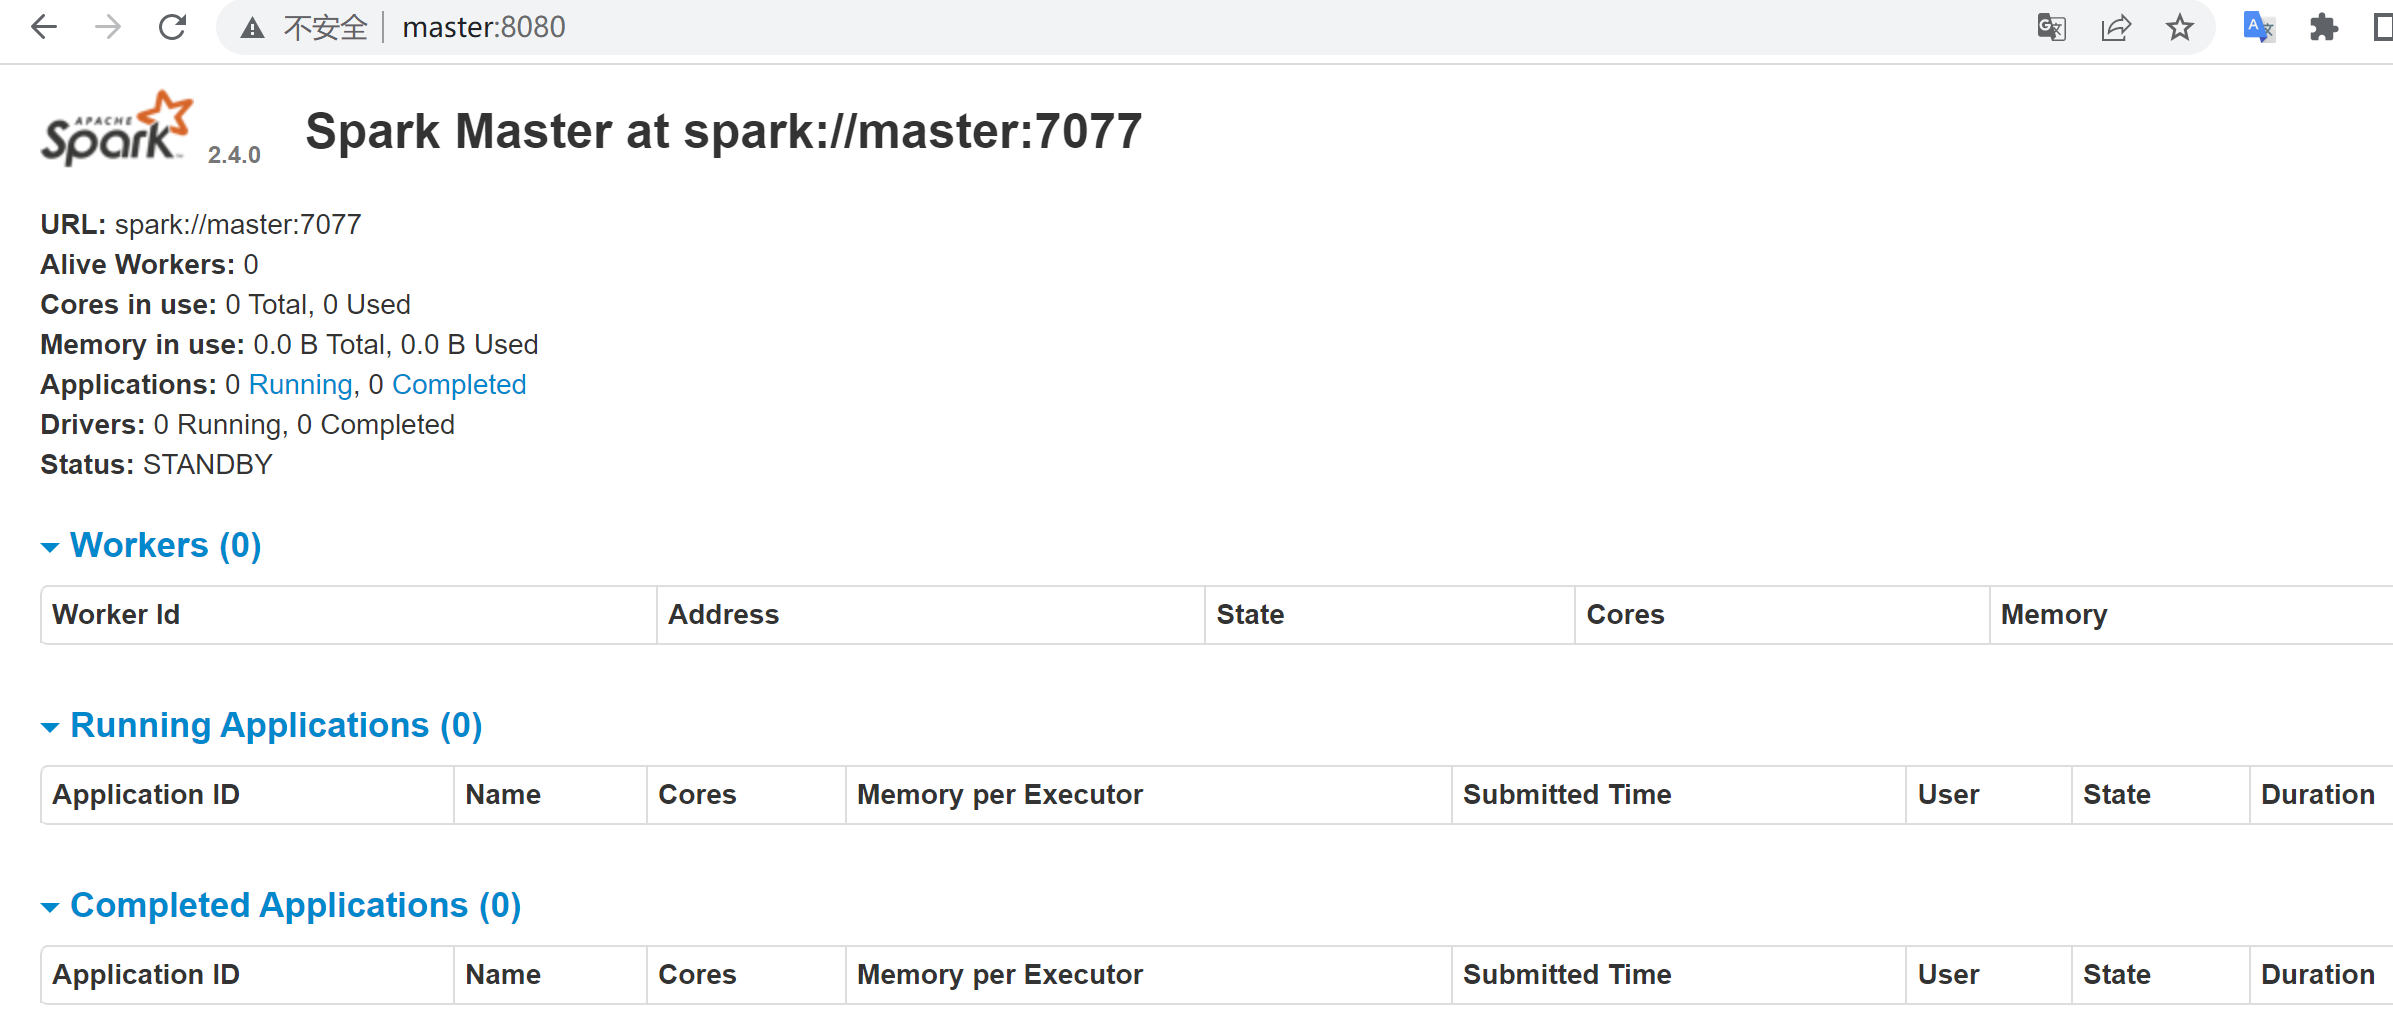 不安全 master:8080
APACHE
Spark 2.4.0 Spark Master at spark://master:7077
URL: spark://master:7077
Alive Workers: 0
Cores in use: 0 Total, 0 Used
Memory in use: 0.0 B Total, 0.0 B Used
Applications: 0 Running, 0 Completed
Drivers: 0 Running, 0 Completed
Status: STANDBY
Workers (0)
Worker Id Address State Cores Memory
Running Applications (0)
Application ID Name Cores Memory per Executor Submitted Time User State Duration
Completed Applications (0)
Application ID Name Cores Memory per Executor Submitted Time User State Duration